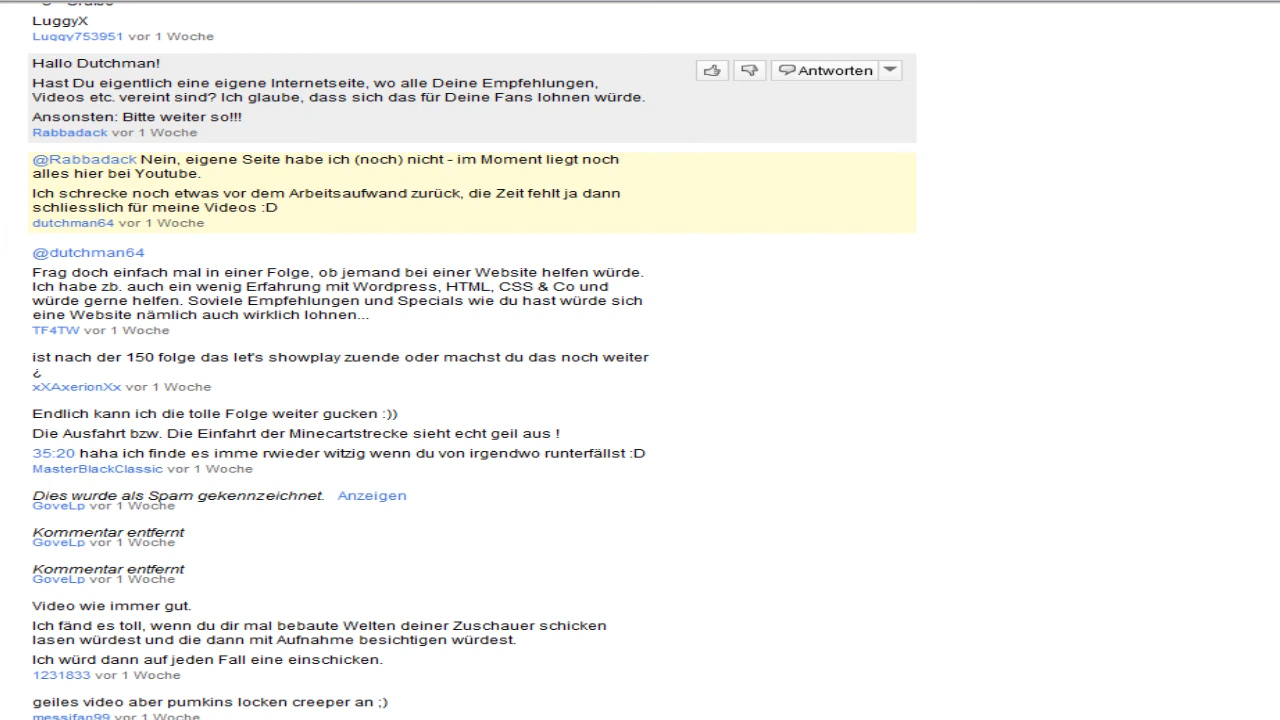 LuggyX
Luggy753951 vor 1 Woche
Hallo Dutchman!
Antworten
Hast Du eigentlich eine eigene Internetseite, wo alle Deine Empfehlungen,
Videos etc. vereint sind? Ich glaube, dass sich das für Deine Fans lohnen würde.
Ansonsten: Bitte weiter so!!!
Rabbadack vor 1 Woche
@Rabbadack Nein, eigene Seite habe ich (noch) nicht - im Moment liegt noch
alles hier bei Youtube.
Ich schrecke noch etwas vor dem Arbeitsaufwand zurück, die Zeit fehlt ja dann
schliesslich für meine Videos :D
dutchman64 vor 1 Woche
@dutchman64
Frag doch einfach mal in einer Folge, ob jemand bei einer Website helfen würde.
Ich habe zb. auch ein wenig Erfahrung mit Wordpress, HTML, CSS & Co und
würde gerne helfen. Soviele Empfehlungen und Specials wie du hast würde sich
eine Website nämlich auch wirklich lohnen...
TF4TW vor 1 Woche
ist nach der 150 folge das let's showplay zuende oder machst du das noch weiter
¿
xXAxerionXx vor 1 Woche
Endlich kann ich die tolle Folge weiter gucken :))
Die Ausfahrt bzw. Die Einfahrt der Minecartstrecke sieht echt geil aus !
35:20 haha ich finde es imme rwieder witzig wenn du von irgendwo runterfällst :D
MasterBlackClassic vor 1 Woche
Dies wurde als Spam gekennzeichnet. Anzeigen
GoveLp vor 1 Woche
Kommentar entfernt
GoveLp vor 1 Woche
Kommentar entfernt
GoveLp vor 1 Woche
Video wie immer gut.
Ich fänd es toll, wenn du dir mal bebaute Welten deiner Zuschauer schicken
lasen würdest und die dann mit Aufnahme besichtigen würdest.
Ich würd dann auf jeden Fall eine einschicken.
1231833 vor 1 Woche
geiles video aber pumkins locken creeper an ;)
messifan99 vor 1 Woche